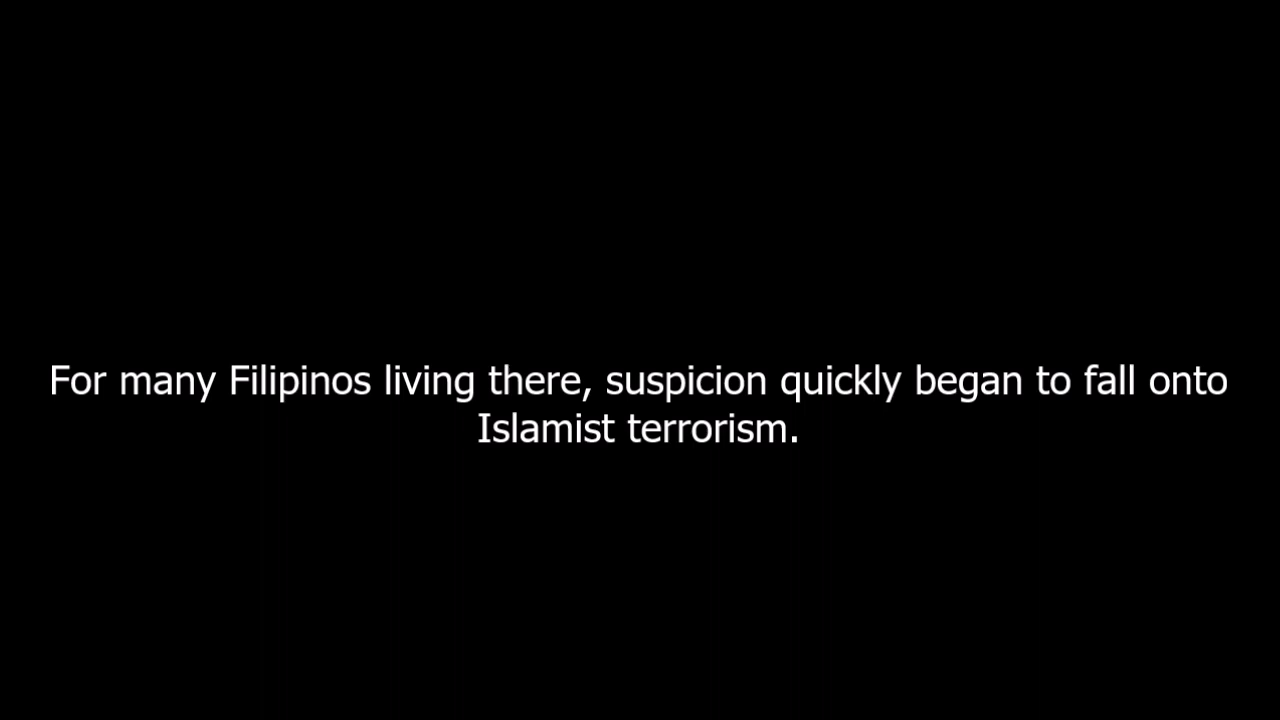 For many Filipinos living there, suspicion quickly began to fall onto
Islamist terrorism.